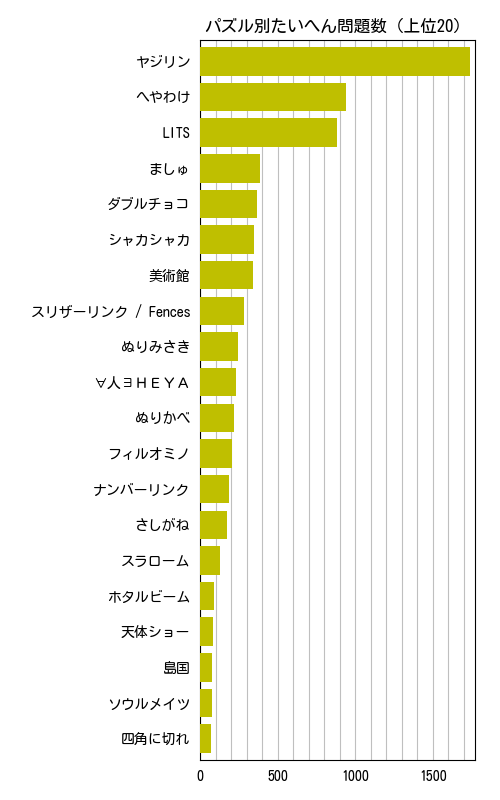 パズル別たいへん問題数 (上位20)
ヤジリン
へやわけ
LITS
ましゅ
ダブルチョコ
シャカシャカ
美術館
スリザーリンク / Fences
ぬりみさき
∀人∃ＨＥＹＡ
ぬりかべ
フィルオミノ
ナンバーリンク
さしがね
スラローム
ホタルビーム
天体ショー
島国
ソウルメイツ
四角に切れ
0 500 1000 1500